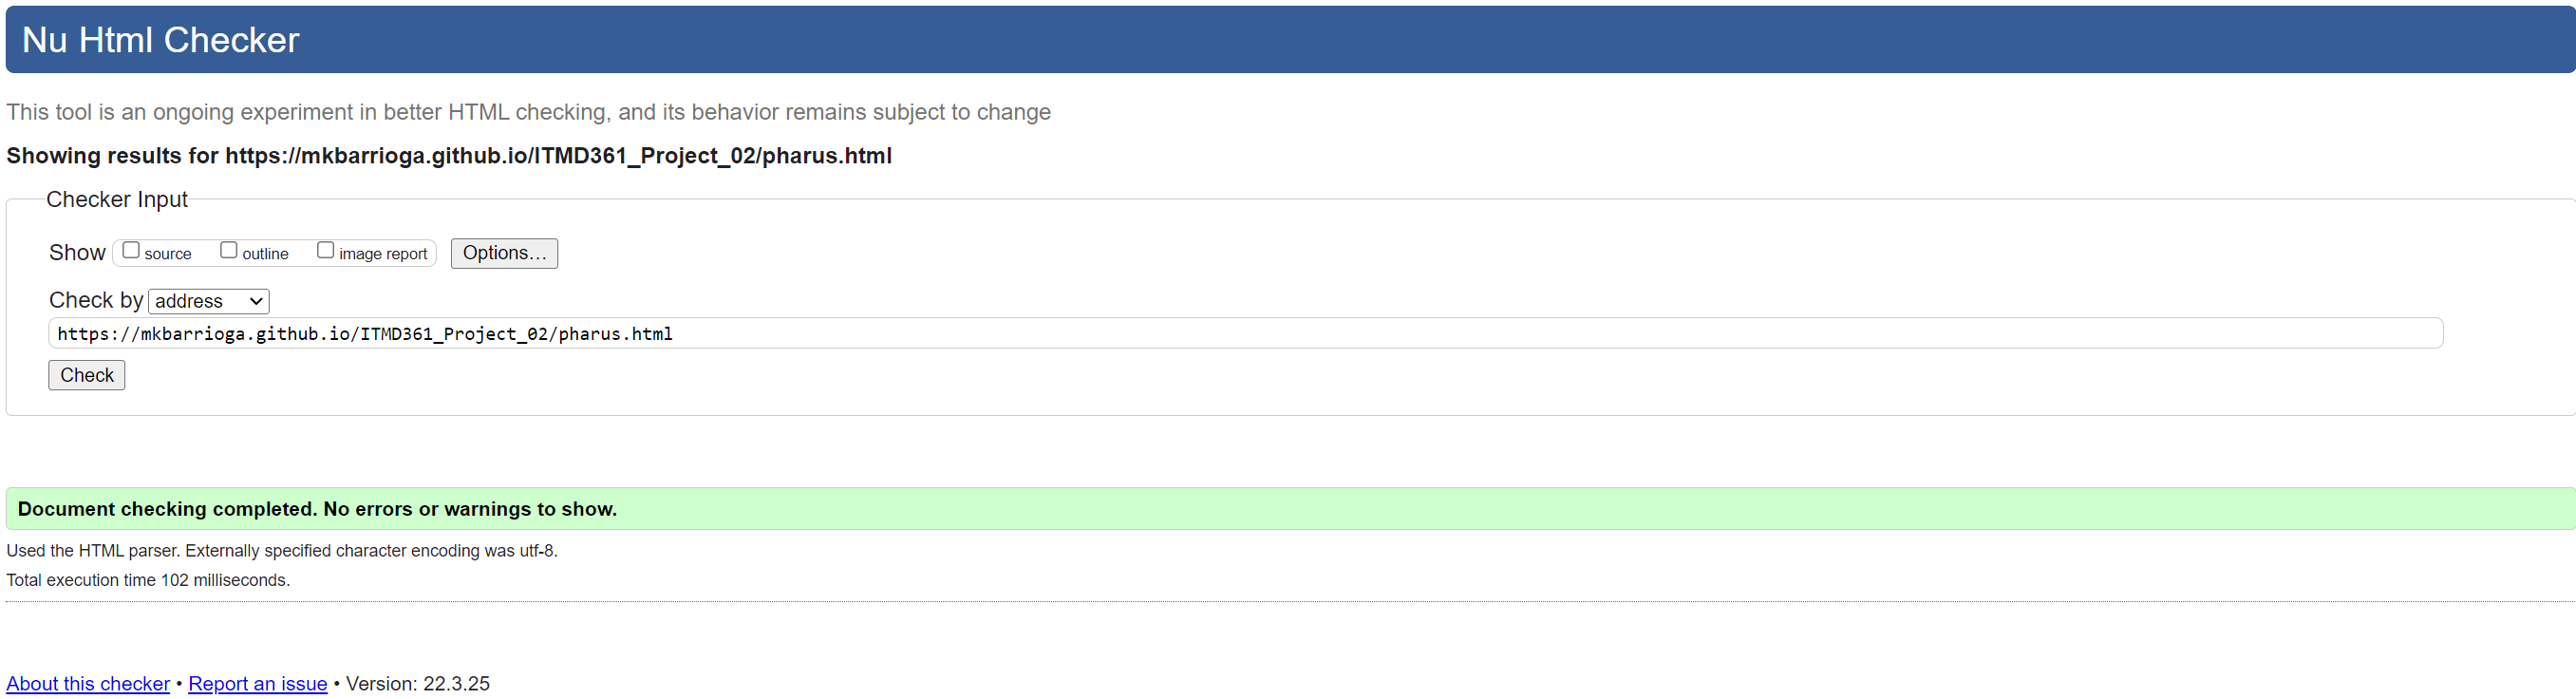 Nu Html Checker
This tool is an ongoing experiment in better HTML checking, and its behavior remains subject to change
Showing results for https://mkbarrioga.github.io/ITMD361_Project_02/pharus.html
Checker Input
Show source outline image report Options…
Check by address
https://mkbarrioga.github.io/ITMD361_Project_02/pharus.html
Check
Document checking completed. No errors or warnings to show.
Used the HTML parser. Externally specified character encoding was utf-8.
Total execution time 102 milliseconds.
About this checker • Report an issue • Version: 22.3.25